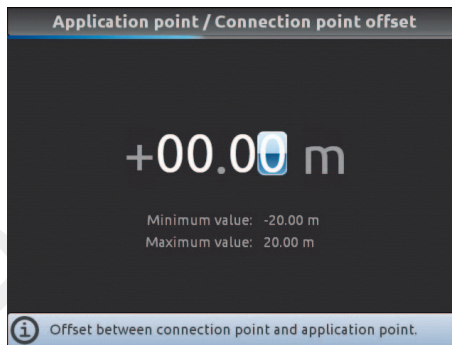 Application point / Connection point offset
+00.00 m
Minimum value: -20.00 m
Maximum value: 20.00 m
Offset between connection point and application point.